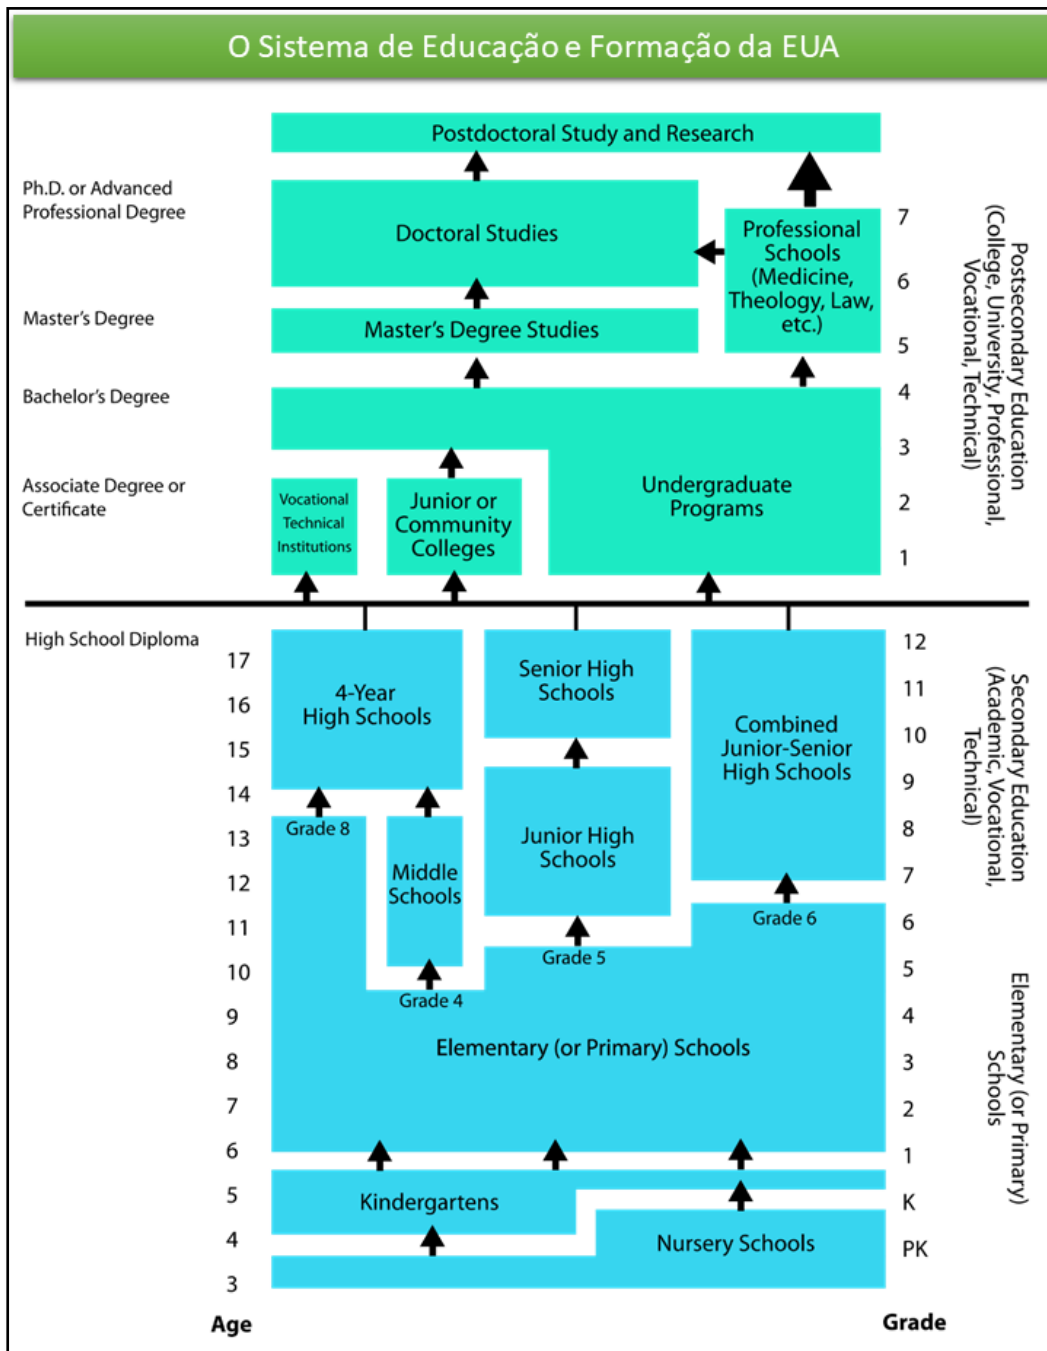 O Sistema de Educação e Formação da EUA
Postdoctoral Study and Research
Ph.D. or Advanced
Professional Degree
Doctoral Studies
Professional
Schools
(Medicine,
Theology, Law,
etc.)
7
6
5
Master's Degree
Master's Degree Studies
Bachelor's Degree
4
3
Associate Degree or
Certificate
Vocational
Technical
Institutions
Junior or
Community
Colleges
Undergraduate
Programs
2
1
Postsecondary Education
(College, University, Professional,
Vocational, Technical)
High School Diploma
17
16
15
14
13
12
11
10
9
8
7
6
5
4
3
Age
4-Year
High Schools
Senior High
Schools
Combined
Junior-Senior
High Schools
Grade 8
Middle
Schools
Junior High
Schools
Grade 4
Grade 5
Grade 6
Elementary (or Primary) Schools
Kindergartens
Nursery Schools
12
11
10
9
8
7
6
5
4
3
2
1
K
PK
Grade
Secondary Education
(Academic, Vocational,
Technical)
Elementary (or Primary)
Schools